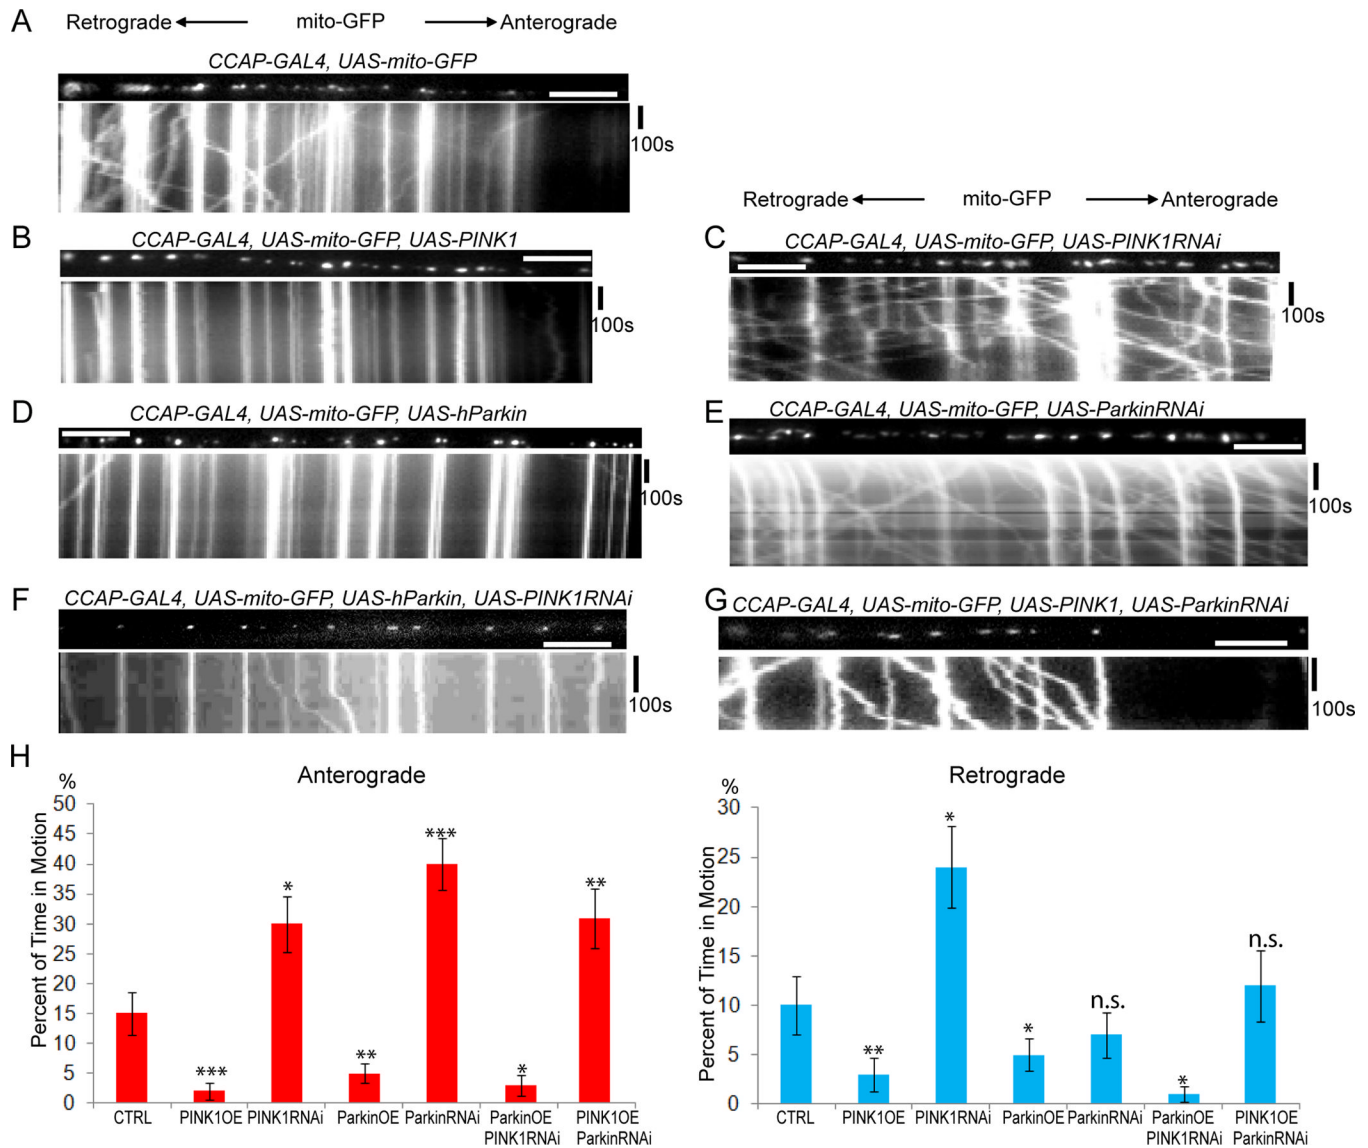 A
Retrograde mito-GFP Anterograde
CCAP-GAL4, UAS-mito-GFP
100s
Retrograde mito-GFP Anterograde
B
CCAP-GAL4, UAS-mito-GFP, UAS-PINK1
100s
C
CCAP-GAL4, UAS-mito-GFP, UAS-PINK1RNAi
100s
D
CCAP-GAL4, UAS-mito-GFP, UAS-hParkin
100s
E
CCAP-GAL4, UAS-mito-GFP, UAS-ParkinRNAi
100s
F
CCAP-GAL4, UAS-mito-GFP, UAS-hParkin, UAS-PINK1RNAi
100s
G
CCAP-GAL4, UAS-mito-GFP, UAS-PINK1, UAS-ParkinRNAi
100s
H
Anterograde
%
Percent of Time in Motion
50
45
40
35
30
25
20
15
10
5
0
***
*
**
***
*
**
CTRL PINK1OE PINK1RNAi ParkinOE ParkinRNAi ParkinOE PINK1OE
PINK1RNAi ParkinRNAi
Retrograde
%
Percent of Time in Motion
30
25
20
15
10
5
0
**
*
*
n.s.
*
n.s.
CTRL PINK1OE PINK1RNAi ParkinOE ParkinRNAi ParkinOE PINK1OE
PINK1RNAi ParkinRNAi